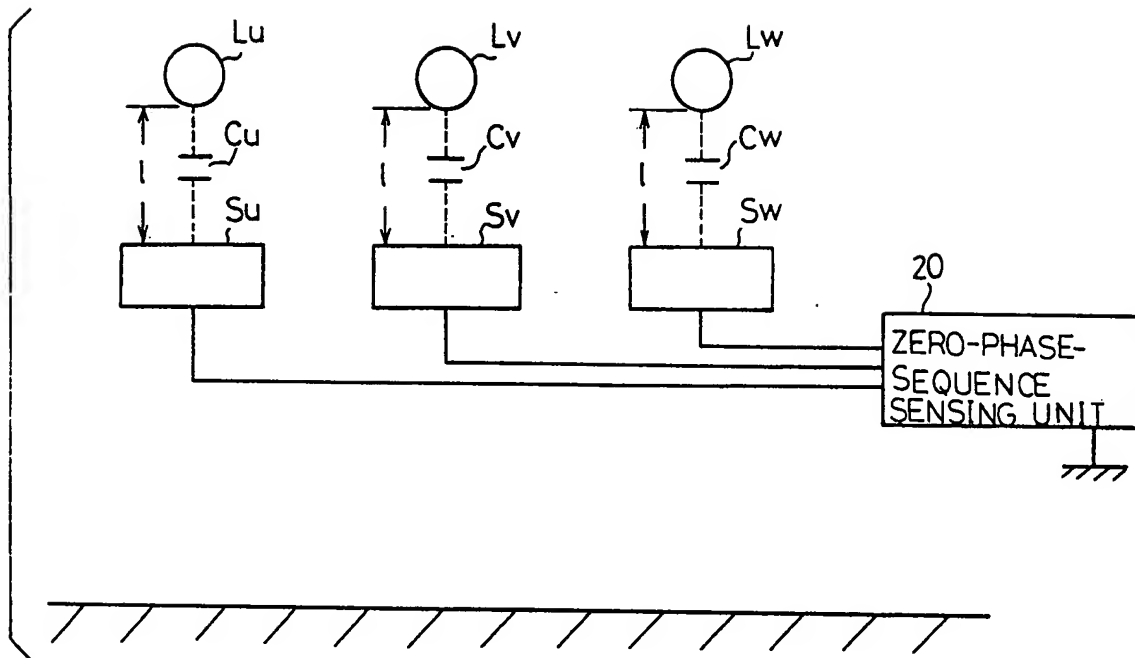 Lu Lv Lw
Cu Cv Cw
l l l
Su Sv Sw
20
ZERO-PHASE-
SEQUENCE
SENSING UNIT